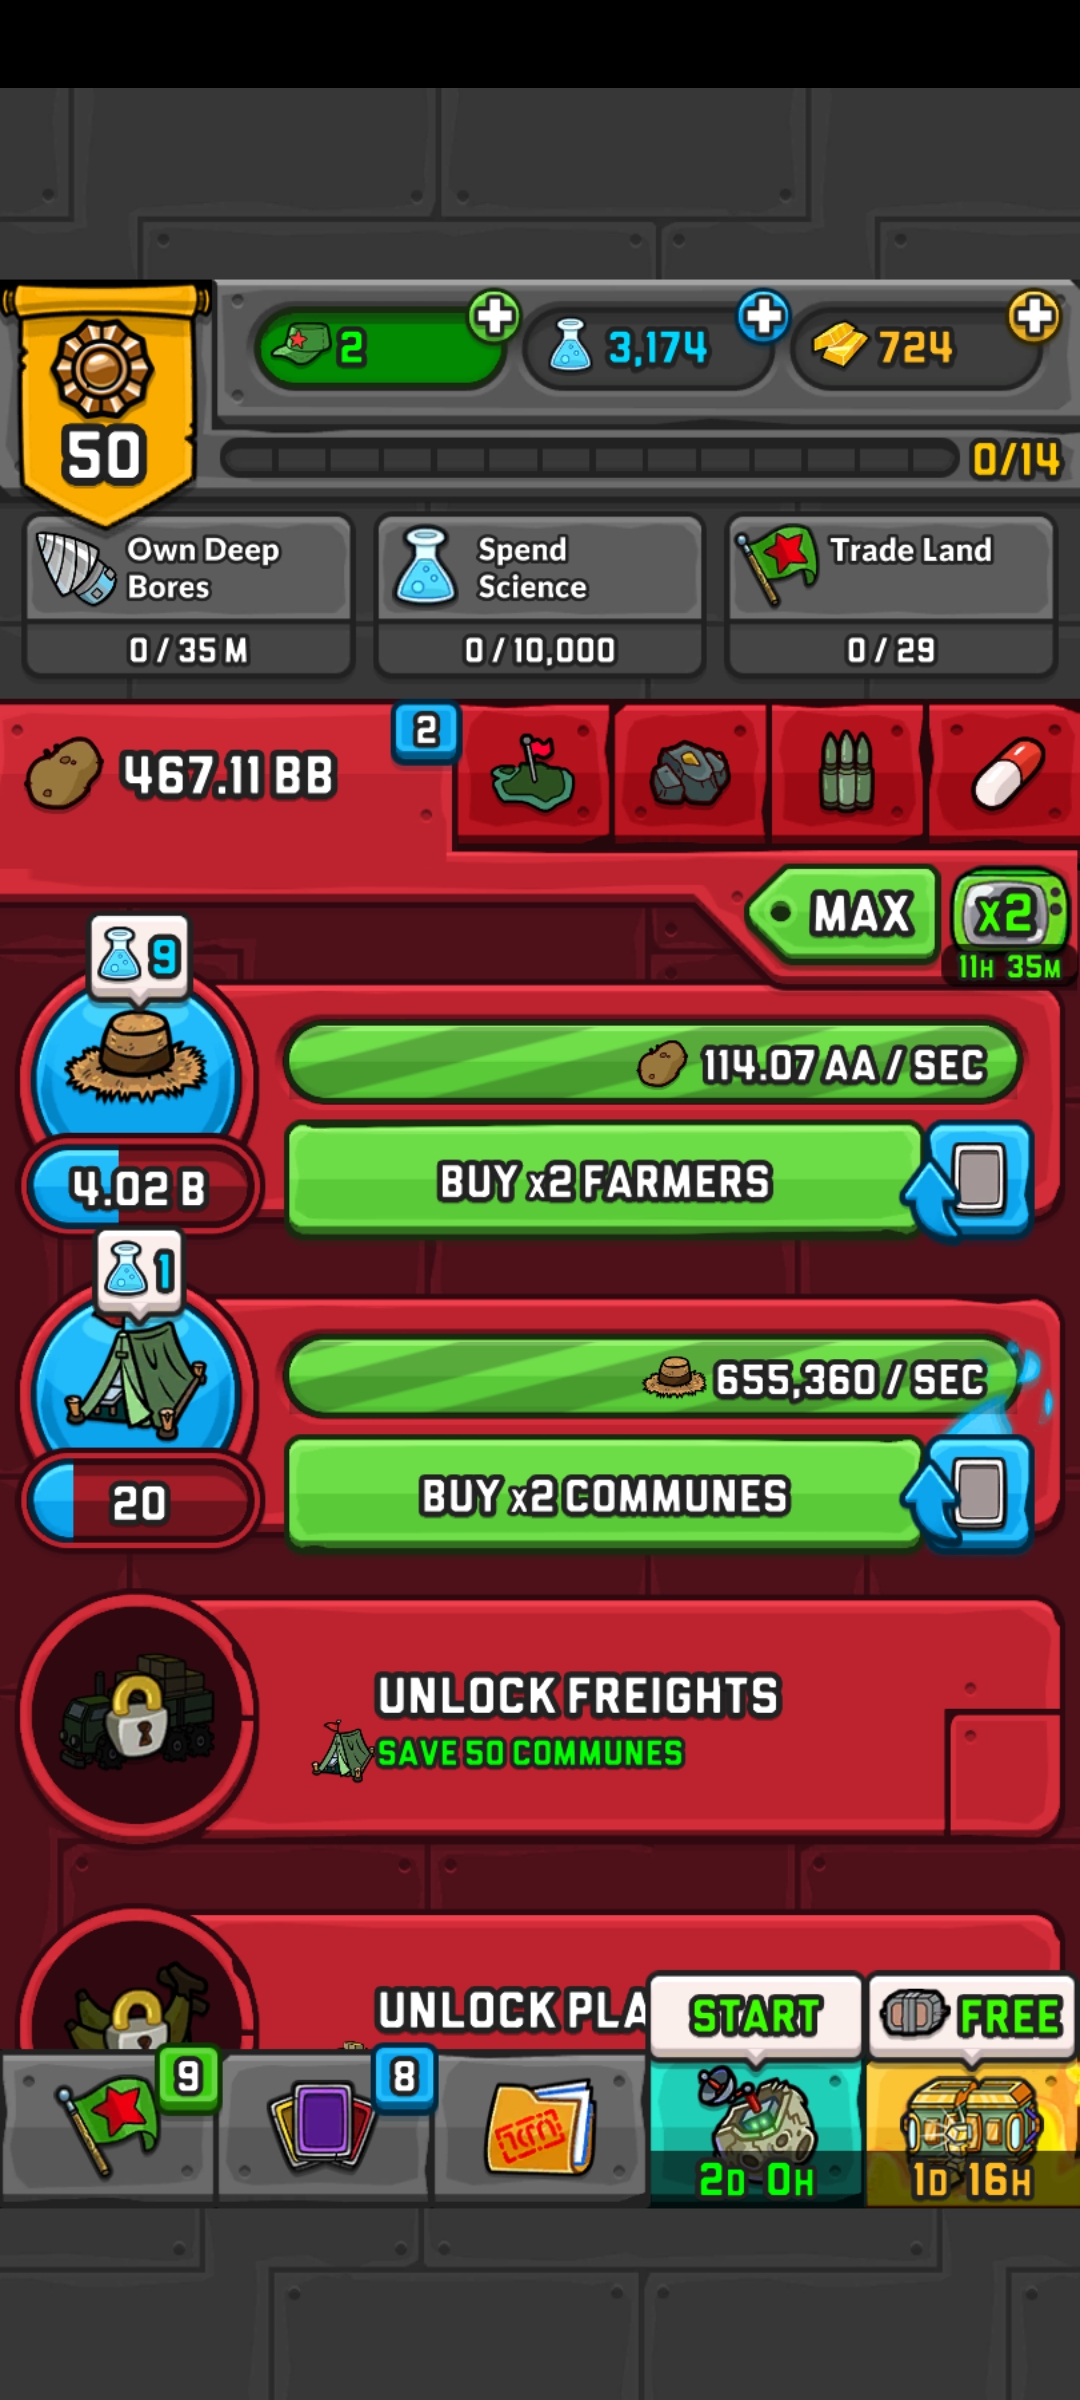 50
2
3,174
724
0/14
Own Deep
Bores
0 / 35 M
Spend
Science
0 / 10,000
Trade Land
0 / 29
467.11 BB
2
MAX
x2
11H 35M
9
114.07 AA / SEC
4.02 B
BUY x2 FARMERS
1
655,360 / SEC
20
BUY x2 COMMUNES
UNLOCK FREIGHTS
SAVE 50 COMMUNES
UNLOCK PLA
START
FREE
9
8
2D 0H
1D 16H